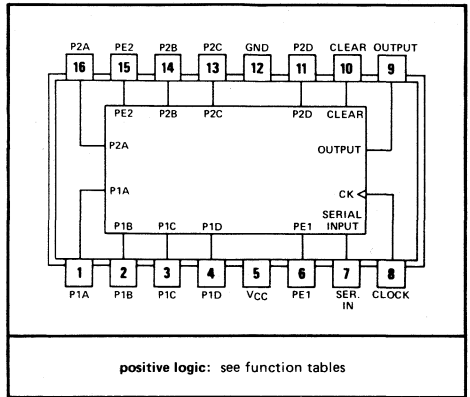 P2A PE2 P2B P2C GND P2D CLEAR OUTPUT
16 15 14 13 12 11 10 9
PE2 P2B P2C P2D CLEAR
P2A
OUTPUT
P1A
CK
SERIAL
P1B P1C P1D PE1 INPUT
1 2 3 4 5 6 7 8
P1A P1B P1C P1D VCC PE1 SER. CLOCK
IN
positive logic: see function tables